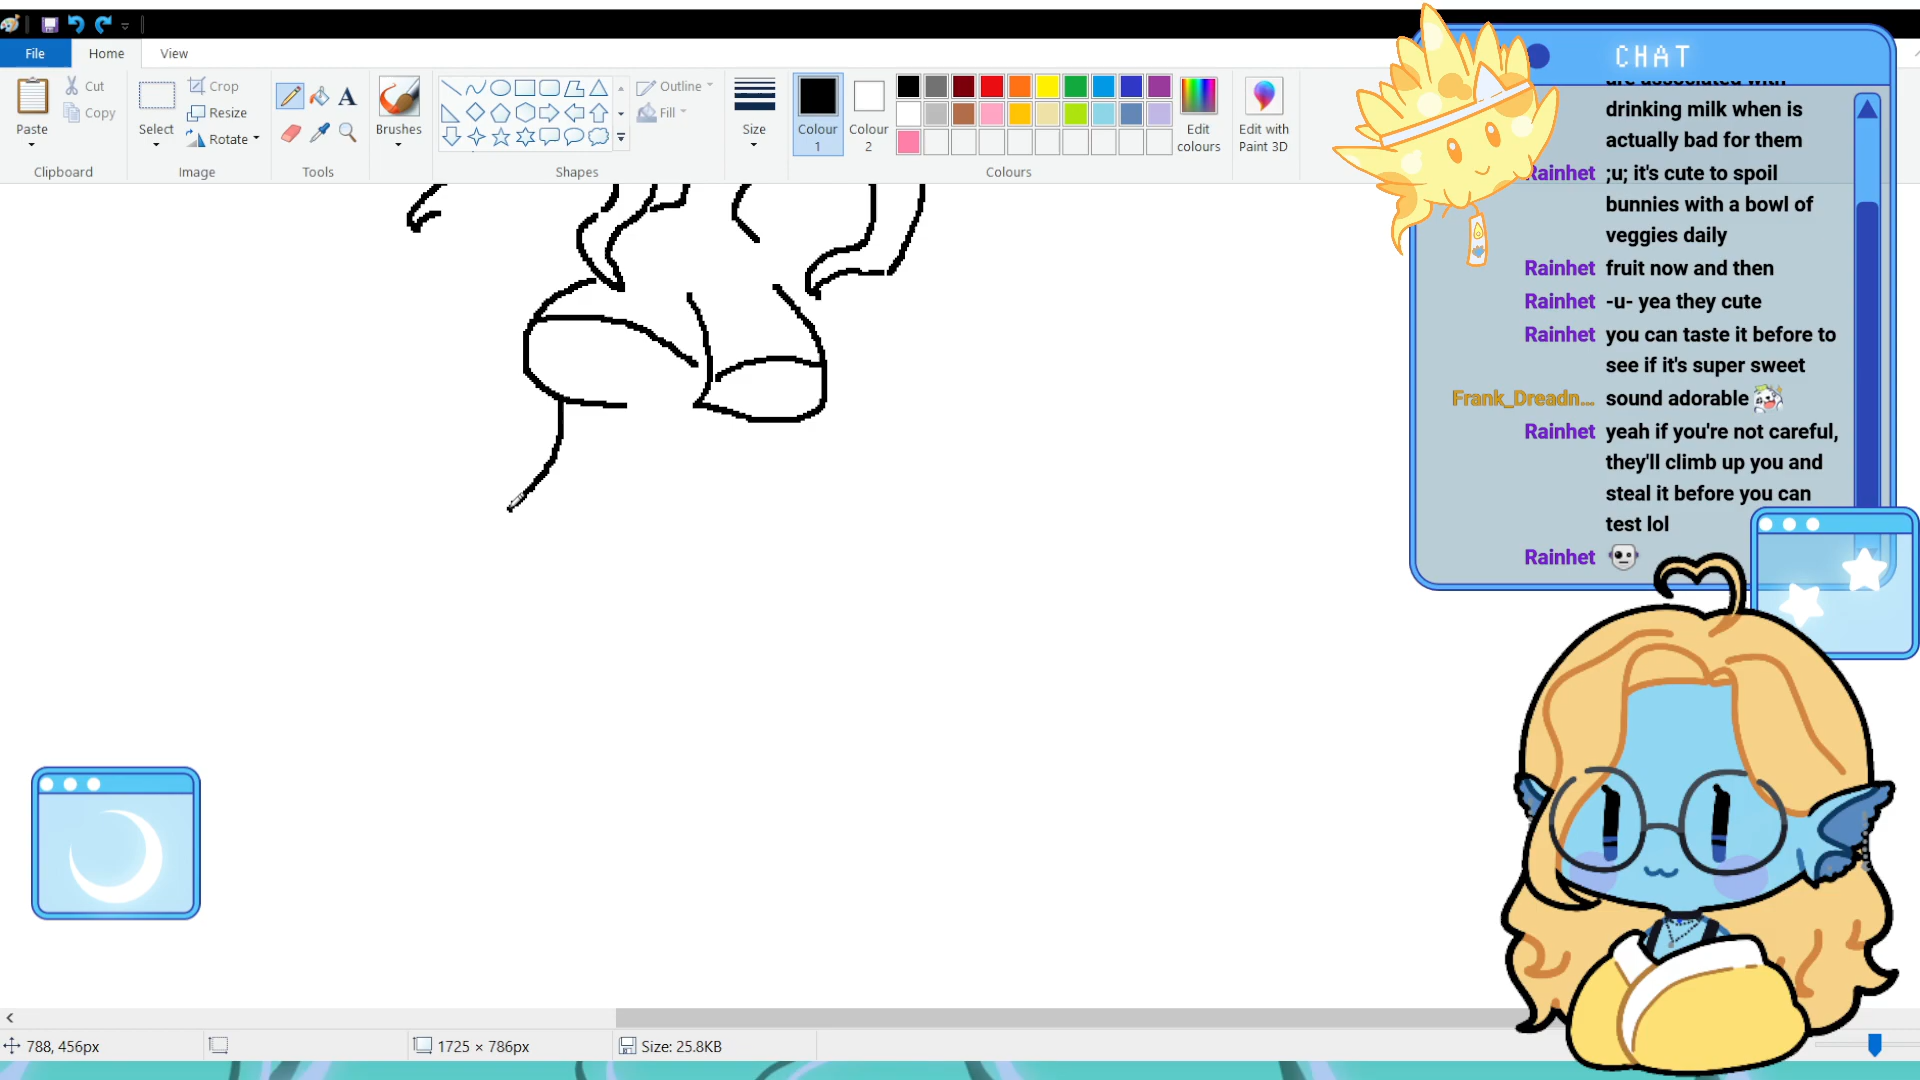 File Home View
Paste
Cut
Copy
Clipboard
Select
Crop
Resize
Rotate
Image
Tools
Brushes
Outline
Fill
Shapes
Size
Colour
1
Colour
2
Edit
colours
Edit with
Paint 3D
Colours
CHAT
are associated with
drinking milk when is
actually bad for them
Rainhet ;u; it's cute to spoil
bunnies with a bowl of
veggies daily
Rainhet fruit now and then
Rainhet -u- yea they cute
Rainhet you can taste it before to
see if it's super sweet
Frank_Dreadn... sound adorable
Rainhet yeah if you're not careful,
they'll climb up you and
steal it before you can
test lol
Rainhet
788, 456px
1725 × 786px
Size: 25.8KB